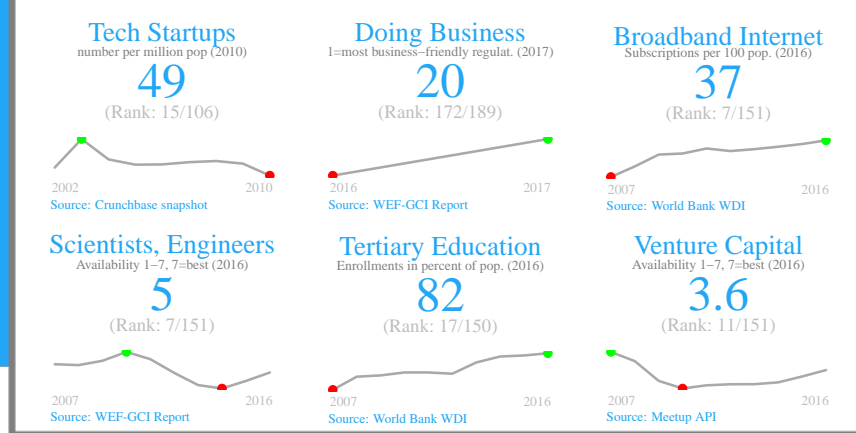 Tech Startups
number per million pop (2010)
49
(Rank: 15/106)
2002 2010
Source: Crunchbase snapshot
Doing Business
1=most business−friendly regulat. (2017)
20
(Rank: 172/189)
2016 2017
Source: WEF-GCI Report
Broadband Internet
Subscriptions per 100 pop. (2016)
37
(Rank: 7/151)
2007 2016
Source: World Bank WDI
Scientists, Engineers
Availability 1−7, 7=best (2016)
5
(Rank: 7/151)
2007 2016
Source: WEF-GCI Report
Tertiary Education
Enrollments in percent of pop. (2016)
82
(Rank: 17/150)
2007 2016
Source: World Bank WDI
Venture Capital
Availability 1−7, 7=best (2016)
3.6
(Rank: 11/151)
2007 2016
Source: Meetup API